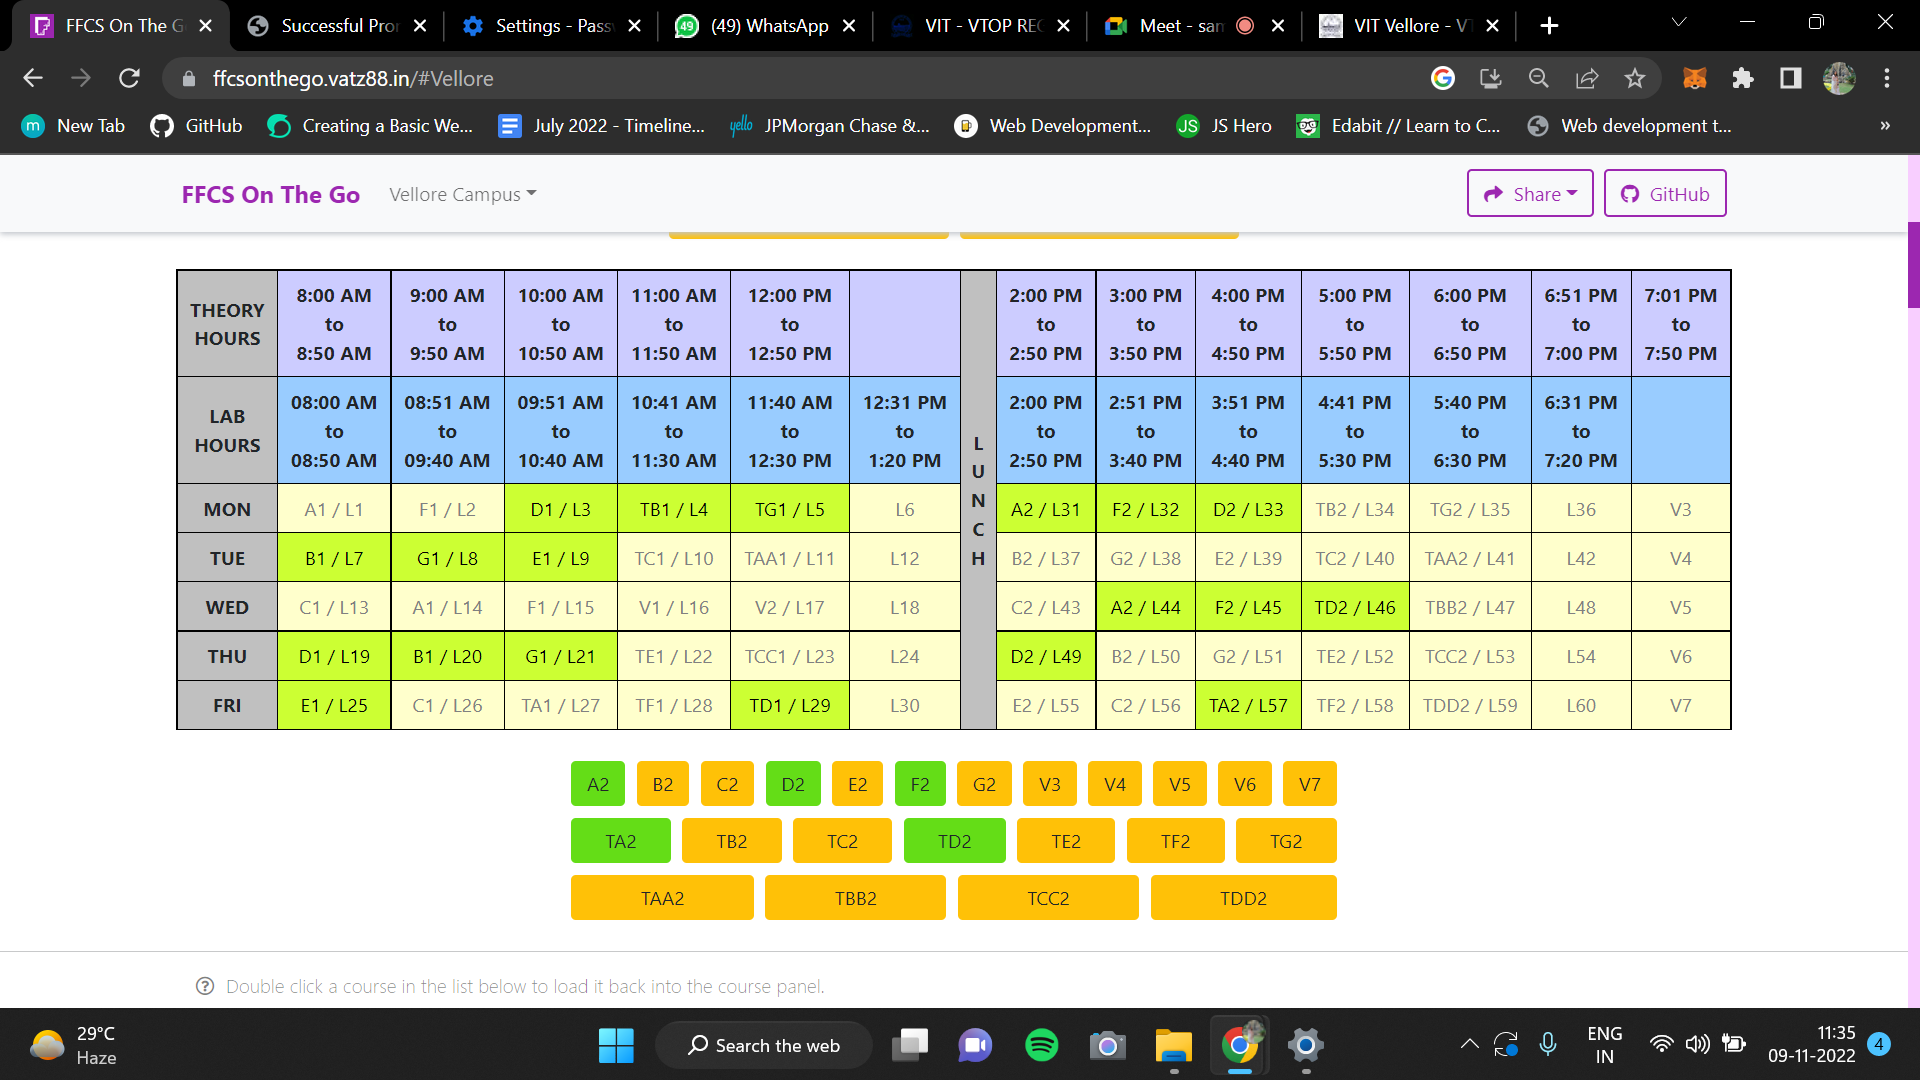 FFCS On The G
Successful Pror
Settings - Pass
(49) WhatsApp
VIT - VTOP REC
Meet - san
VIT Vellore - VT
ffcsonthego.vatz88.in/#Vellore
New Tab
GitHub
Creating a Basic We...
July 2022 - Timeline...
yello JPMorgan Chase &...
Web Development...
JS JS Hero
Edabit // Learn to C...
Web development t...
»
FFCS On The Go
Vellore Campus
Share
GitHub
THEORY HOURS
8:00 AM to 8:50 AM
9:00 AM to 9:50 AM
10:00 AM to 10:50 AM
11:00 AM to 11:50 AM
12:00 PM to 12:50 PM
LUNCH
2:00 PM to 2:50 PM
3:00 PM to 3:50 PM
4:00 PM to 4:50 PM
5:00 PM to 5:50 PM
6:00 PM to 6:50 PM
6:51 PM to 7:00 PM
7:01 PM to 7:50 PM
LAB HOURS
08:00 AM to 08:50 AM
08:51 AM to 09:40 AM
09:51 AM to 10:40 AM
10:41 AM to 11:30 AM
11:40 AM to 12:30 PM
12:31 PM to 1:20 PM
2:00 PM to 2:50 PM
2:51 PM to 3:40 PM
3:51 PM to 4:40 PM
4:41 PM to 5:30 PM
5:40 PM to 6:30 PM
6:31 PM to 7:20 PM
MON A1 / L1 F1 / L2 D1 / L3 TB1 / L4 TG1 / L5 L6 A2 / L31 F2 / L32 D2 / L33 TB2 / L34 TG2 / L35 L36 V3
TUE B1 / L7 G1 / L8 E1 / L9 TC1 / L10 TAA1 / L11 L12 B2 / L37 G2 / L38 E2 / L39 TC2 / L40 TAA2 / L41 L42 V4
WED C1 / L13 A1 / L14 F1 / L15 V1 / L16 V2 / L17 L18 C2 / L43 A2 / L44 F2 / L45 TD2 / L46 TBB2 / L47 L48 V5
THU D1 / L19 B1 / L20 G1 / L21 TE1 / L22 TCC1 / L23 L24 D2 / L49 B2 / L50 G2 / L51 TE2 / L52 TCC2 / L53 L54 V6
FRI E1 / L25 C1 / L26 TA1 / L27 TF1 / L28 TD1 / L29 L30 E2 / L55 C2 / L56 TA2 / L57 TF2 / L58 TDD2 / L59 L60 V7
A2 B2 C2 D2 E2 F2 G2 V3 V4 V5 V6 V7
TA2 TB2 TC2 TD2 TE2 TF2 TG2
TAA2 TBB2 TCC2 TDD2
Double click a course in the list below to load it back into the course panel.
29°C
Haze
Search the web
ENG
IN
11:35
09-11-2022
4